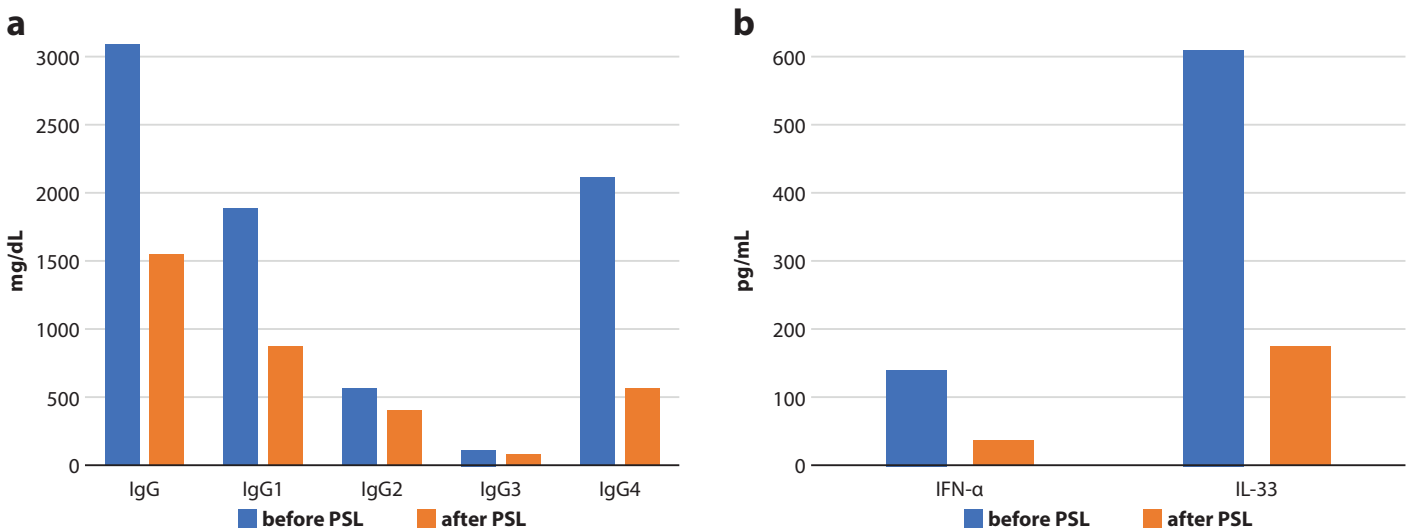 a
mg/dL
3000
2500
2000
1500
1000
500
0
IgG IgG1 IgG2 IgG3 IgG4
before PSL after PSL
b
pg/mL
600
500
400
300
200
100
0
IFN-α IL-33
before PSL after PSL